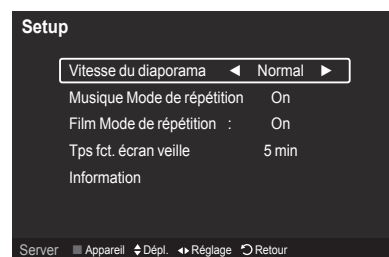 Setup
Vitesse du diaporama ◄ Normal ►
Musique Mode de répétition On
Film Mode de répétition : On
Tps fct. écran veille 5 min
Information
Server Appareil Dépl. Réglage Retour